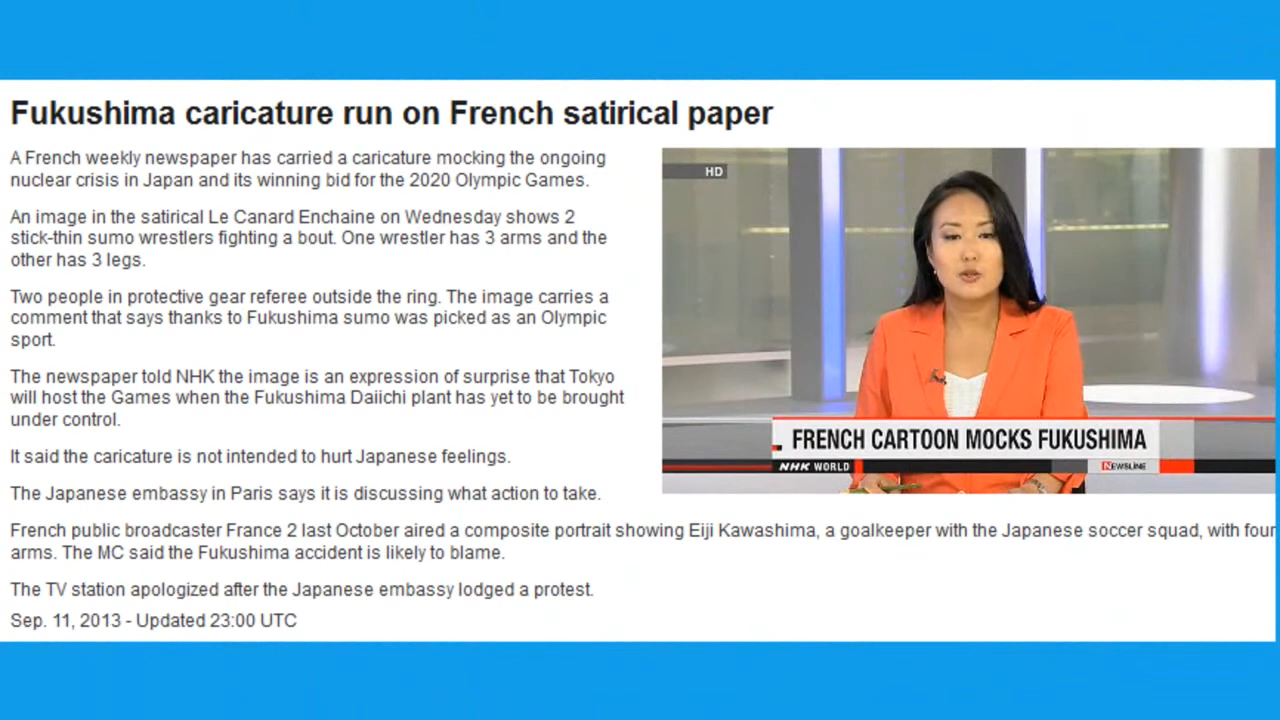 Fukushima caricature run on French satirical paper
A French weekly newspaper has carried a caricature mocking the ongoing
nuclear crisis in Japan and its winning bid for the 2020 Olympic Games.
An image in the satirical Le Canard Enchaine on Wednesday shows 2
stick-thin sumo wrestlers fighting a bout. One wrestler has 3 arms and the
other has 3 legs.
Two people in protective gear referee outside the ring. The image carries a
comment that says thanks to Fukushima sumo was picked as an Olympic
sport.
The newspaper told NHK the image is an expression of surprise that Tokyo
will host the Games when the Fukushima Daiichi plant has yet to be brought
under control.
It said the caricature is not intended to hurt Japanese feelings.
The Japanese embassy in Paris says it is discussing what action to take.
French public broadcaster France 2 last October aired a composite portrait showing Eiji Kawashima, a goalkeeper with the Japanese soccer squad, with four
arms. The MC said the Fukushima accident is likely to blame.
The TV station apologized after the Japanese embassy lodged a protest.
Sep. 11, 2013 - Updated 23:00 UTC
HD
FRENCH CARTOON MOCKS FUKUSHIMA
NHK WORLD
NEWSLINE